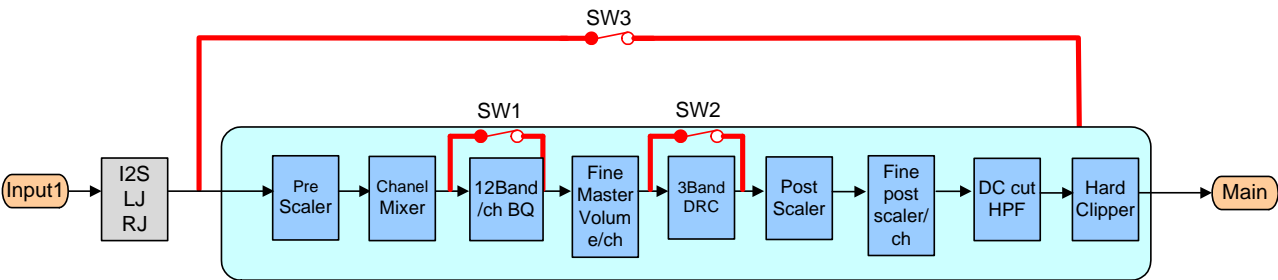 SW3
SW1
SW2
Input1
I2S
LJ
RJ
Pre
Scaler
Chanel
Mixer
12Band
/ch BQ
Fine
Master
Volum
e/ch
3Band
DRC
Post
Scaler
Fine
post
scaler/
ch
DC cut
HPF
Hard
Clipper
Main